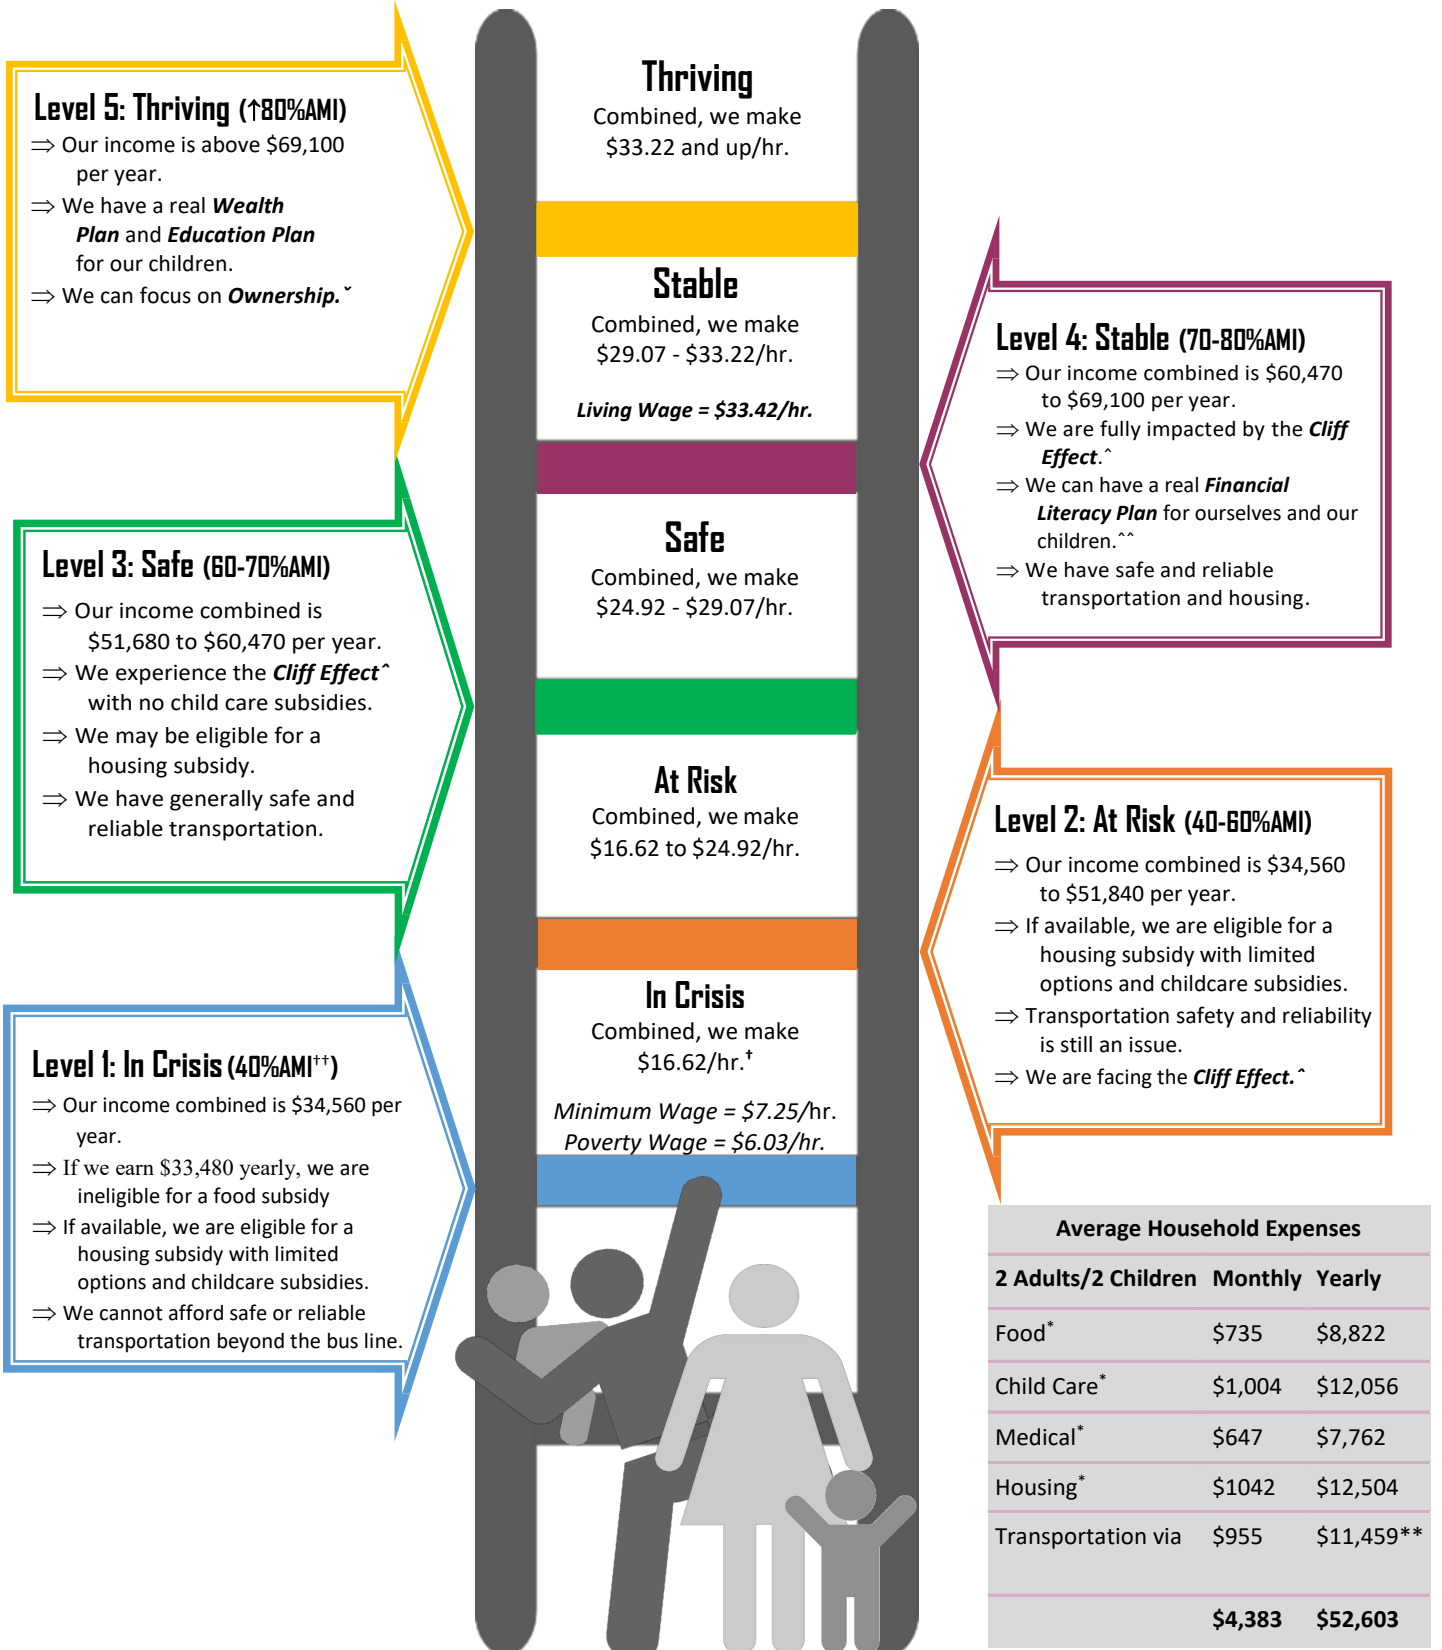 Level 5: Thriving (↑80%AMI)
⇒ Our income is above $69,100
per year.
⇒ We have a real Wealth
Plan and Education Plan
for our children.
⇒ We can focus on Ownership.ˇ
Thriving
Combined, we make
$33.22 and up/hr.
Stable
Combined, we make
$29.07 - $33.22/hr.
Living Wage = $33.42/hr.
Level 4: Stable (70-80%AMI)
⇒ Our income combined is $60,470
to $69,100 per year.
⇒ We are fully impacted by the Cliff
Effect.ˆ
⇒ We can have a real Financial
Literacy Plan for ourselves and our
children.ˆˆ
⇒ We have safe and reliable
transportation and housing.
Level 3: Safe (60-70%AMI)
⇒ Our income combined is
$51,680 to $60,470 per year.
⇒ We experience the Cliff Effectˆ
with no child care subsidies.
⇒ We may be eligible for a
housing subsidy.
⇒ We have generally safe and
reliable transportation.
Safe
Combined, we make
$24.92 - $29.07/hr.
At Risk
Combined, we make
$16.62 to $24.92/hr.
Level 2: At Risk (40-60%AMI)
⇒ Our income combined is $34,560
to $51,840 per year.
⇒ If available, we are eligible for a
housing subsidy with limited
options and childcare subsidies.
⇒ Transportation safety and reliability
is still an issue.
⇒ We are facing the Cliff Effect.ˆ
In Crisis
Combined, we make
$16.62/hr.†
Minimum Wage = $7.25/hr.
Poverty Wage = $6.03/hr.
Level 1: In Crisis (40%AMI††)
⇒ Our income combined is $34,560 per
year.
⇒ If we earn $33,480 yearly, we are
ineligible for a food subsidy
⇒ If available, we are eligible for a
housing subsidy with limited
options and childcare subsidies.
⇒ We cannot afford safe or reliable
transportation beyond the bus line.
Average Household Expenses
2 Adults/2 Children Monthly Yearly
Food* $735 $8,822
Child Care* $1,004 $12,056
Medical* $647 $7,762
Housing* $1042 $12,504
Transportation via $955 $11,459**
$4,383 $52,603